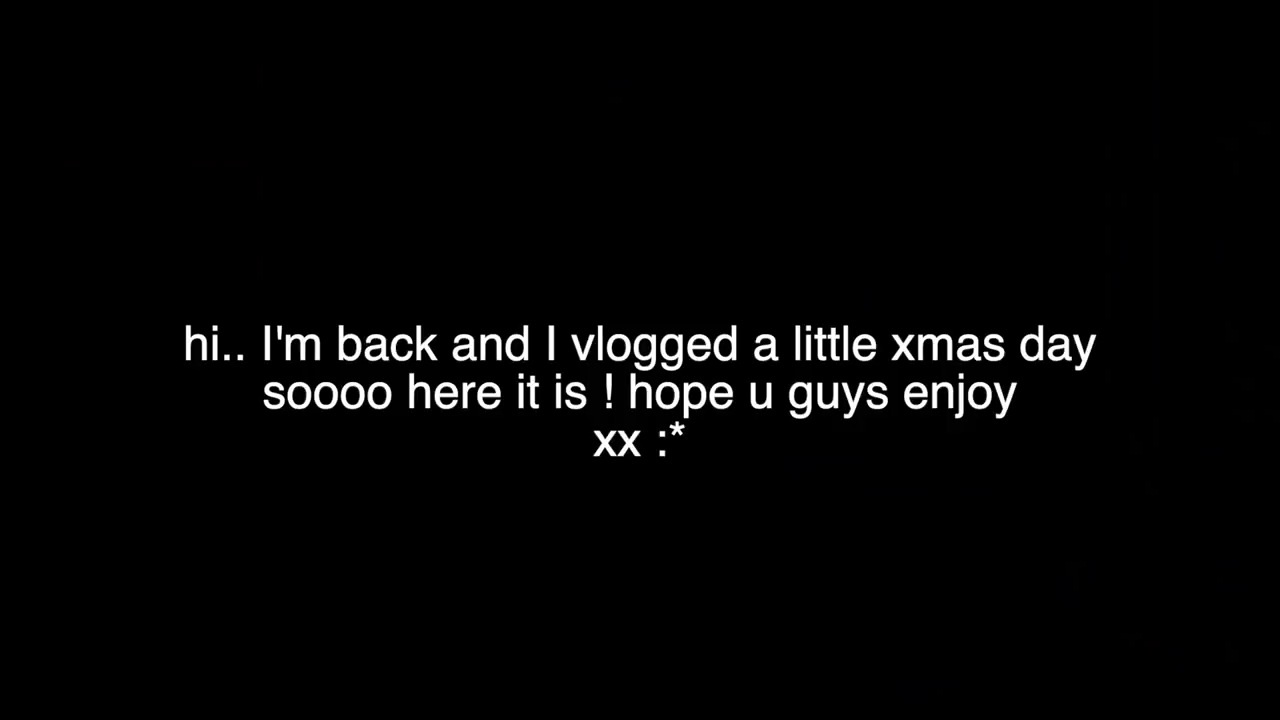 hi.. I'm back and I vlogged a little xmas day
soooo here it is ! hope u guys enjoy
xx :*